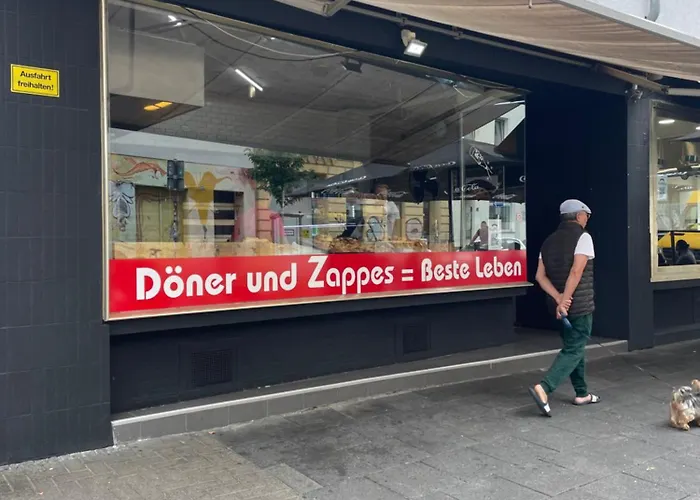 Ausfahrt
freihalten!
Döner und Zappes = Beste Leben